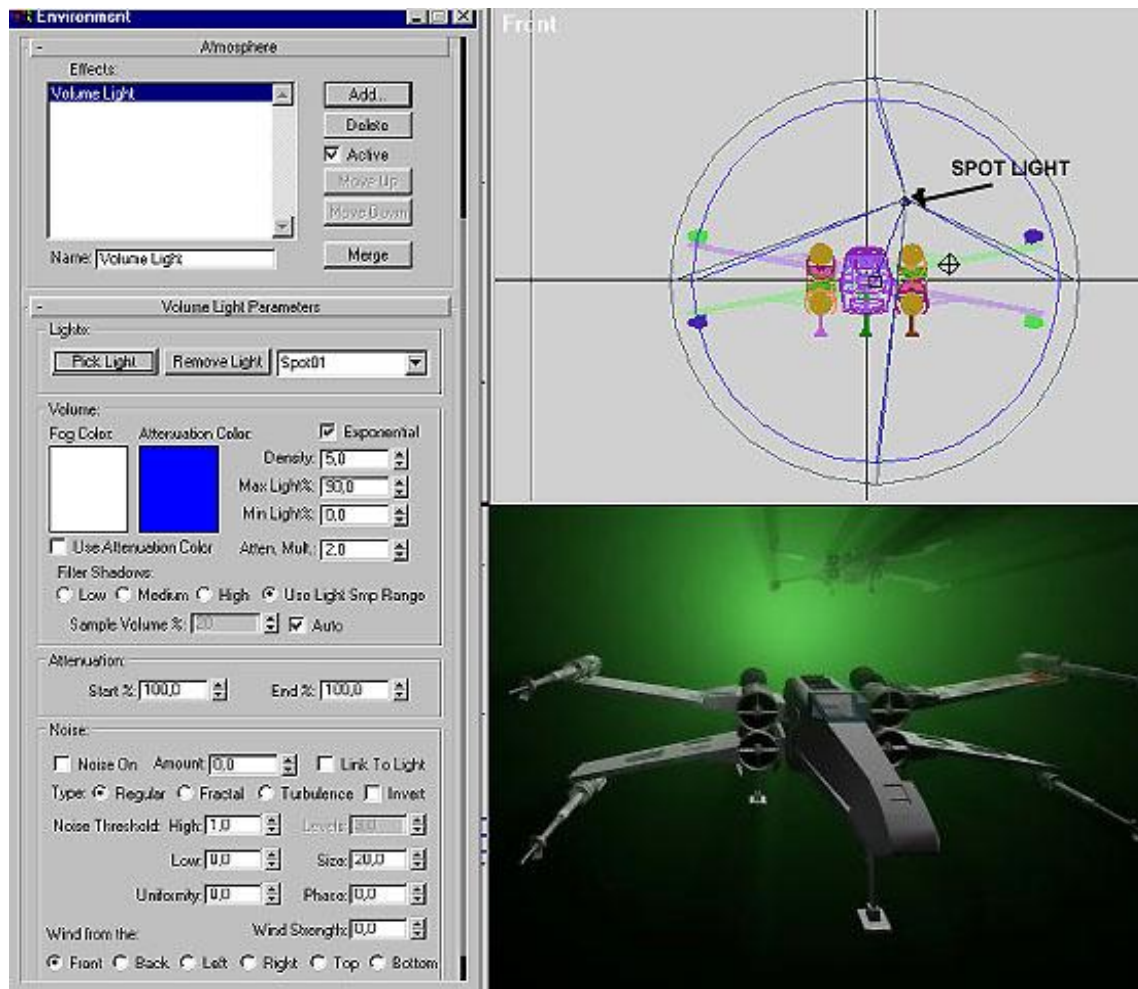 Environment
Atmosphere
Effects:
Volume Light
Add...
Delete
Active
Move Up
Move Down
Name: Volume Light
Merge
Volume Light Parameters
Lights:
Pick Light Remove Light Spot01
Volume:
Fog Color: Attenuation Color: Exponential
Density: 5,0
Max Light%: 90,0
Min Light%: 0,0
Use Attenuation Color Atten. Mult.: 2,0
Filter Shadows:
Low Medium High Use Light Smp Range
Sample Volume %: 20 Auto
Attenuation:
Start %: 100,0 End %: 100,0
Noise:
Noise On Amount: 0,0 Link To Light
Type: Regular Fractal Turbulence Invert
Noise Threshold: High: 1,0 Levels: 3,0
Low: 0,0 Size: 20,0
Uniformity: 0,0 Phase: 0,0
Wind from the: Wind Strength: 0,0
Front Back Left Right Top Bottom
Front
SPOT LIGHT